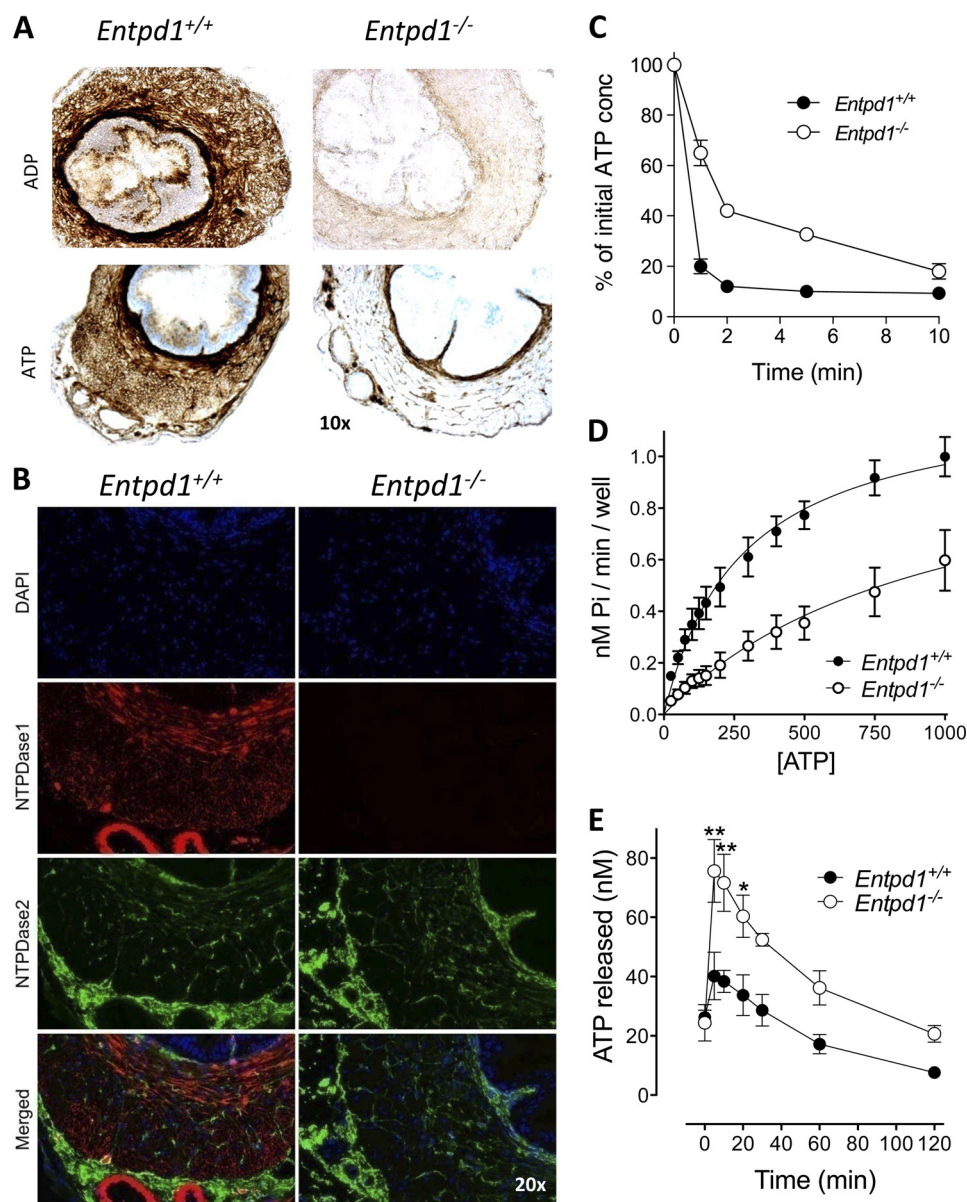 A
Entpd1+/+
Entpd1-/-
ADP
ATP
10x
B
Entpd1+/+
Entpd1-/-
DAPI
NTPDase1
NTPDase2
Merged
20x
C
% of initial ATP conc
100
80
60
40
20
0
Entpd1+/+
Entpd1-/-
0 2 4 6 8 10
Time (min)
D
nM Pi / min / well
1.0
0.8
0.6
0.4
0.2
0.0
Entpd1+/+
Entpd1-/-
0 250 500 750 1000
[ATP]
E
ATP released (nM)
80
60
40
20
0
**
**
*
Entpd1+/+
Entpd1-/-
0 20 40 60 80 100 120
Time (min)